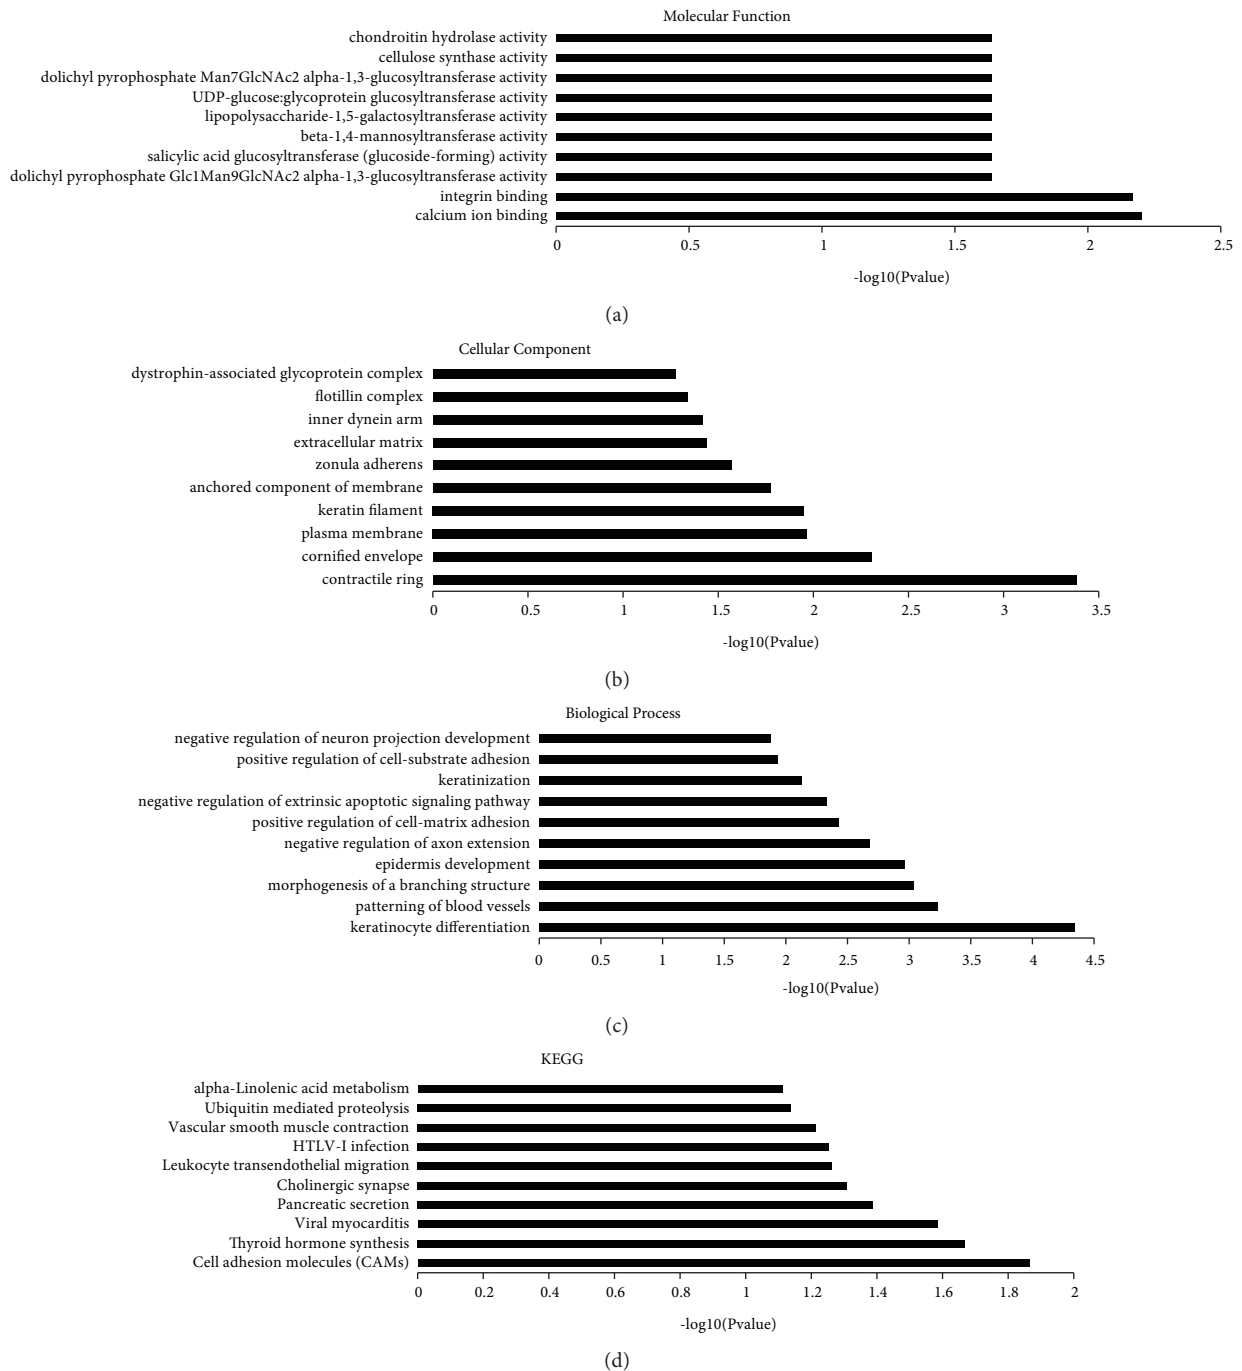 Molecular Function
chondroitin hydrolase activity
cellulose synthase activity
dolichyl pyrophosphate Man7GlcNAc2 alpha-1,3-glucosyltransferase activity
UDP-glucose:glycoprotein glucosyltransferase activity
lipopolysaccharide-1,5-galactosyltransferase activity
beta-1,4-mannosyltransferase activity
salicylic acid glucosyltransferase (glucoside-forming) activity
dolichyl pyrophosphate Glc1Man9GlcNAc2 alpha-1,3-glucosyltransferase activity
integrin binding
calcium ion binding
0 0.5 1 1.5 2 2.5
-log10(Pvalue)
(a)
Cellular Component
dystrophin-associated glycoprotein complex
flotillin complex
inner dynein arm
extracellular matrix
zonula adherens
anchored component of membrane
keratin filament
plasma membrane
cornified envelope
contractile ring
0 0.5 1 1.5 2 2.5 3 3.5
-log10(Pvalue)
(b)
Biological Process
negative regulation of neuron projection development
positive regulation of cell-substrate adhesion
keratinization
negative regulation of extrinsic apoptotic signaling pathway
positive regulation of cell-matrix adhesion
negative regulation of axon extension
epidermis development
morphogenesis of a branching structure
patterning of blood vessels
keratinocyte differentiation
0 0.5 1 1.5 2 2.5 3 3.5 4 4.5
-log10(Pvalue)
(c)
KEGG
alpha-Linolenic acid metabolism
Ubiquitin mediated proteolysis
Vascular smooth muscle contraction
HTLV-I infection
Leukocyte transendothelial migration
Cholinergic synapse
Pancreatic secretion
Viral myocarditis
Thyroid hormone synthesis
Cell adhesion molecules (CAMs)
0 0.2 0.4 0.6 0.8 1 1.2 1.4 1.6 1.8 2
-log10(Pvalue)
(d)